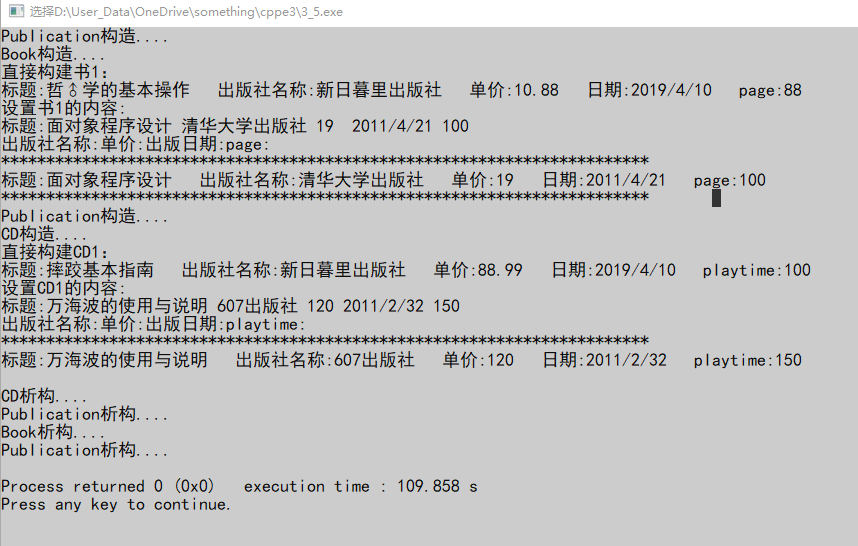 选择D:\User_Data\OneDrive\something\cppe3\3_5.exe
Publication构造....
Book构造....
直接构建书1:
标题:哲♂学的基本操作   出版社名称:新日暮里出版社   单价:10.88   日期:2019/4/10   page:88
设置书1的内容:
标题:面对象程序设计 清华大学出版社 19  2011/4/21 100
出版社名称:单价:出版日期:page:
************************************************************************
标题:面对象程序设计   出版社名称:清华大学出版社   单价:19   日期:2011/4/21   page:100
************************************************************************
Publication构造....
CD构造....
直接构建CD1:
标题:摔跤基本指南   出版社名称:新日暮里出版社   单价:88.99   日期:2019/4/10   playtime:100
设置CD1的内容:
标题:万海波的使用与说明 607出版社 120 2011/2/32 150
出版社名称:单价:出版日期:playtime:
************************************************************************
标题:万海波的使用与说明   出版社名称:607出版社   单价:120   日期:2011/2/32   playtime:150
CD析构....
Publication析构....
Book析构....
Publication析构....
Process returned 0 (0x0)   execution time : 109.858 s
Press any key to continue.